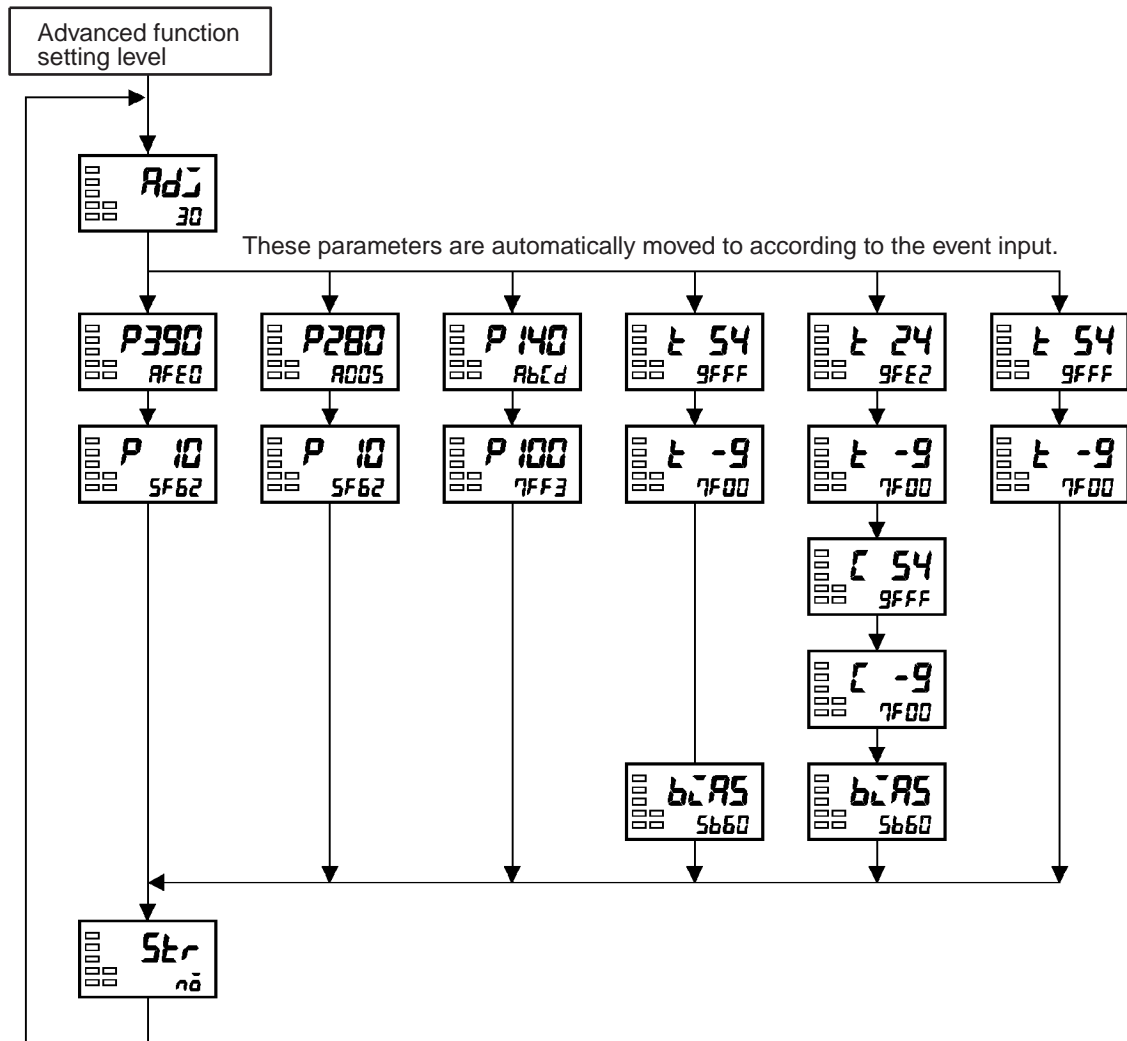 Advanced function
setting level
Adj
30
These parameters are automatically moved to according to the event input.
P390
AFE0
P280
A005
P 140
AbCd
t 54
9FFF
t 24
9FE2
t 54
9FFF
P 10
5F62
P 10
5F62
P 100
7FF3
t -9
7F00
t -9
7F00
t -9
7F00
C 54
9FFF
C -9
7F00
biAS
5b60
biAS
5b60
Str
no